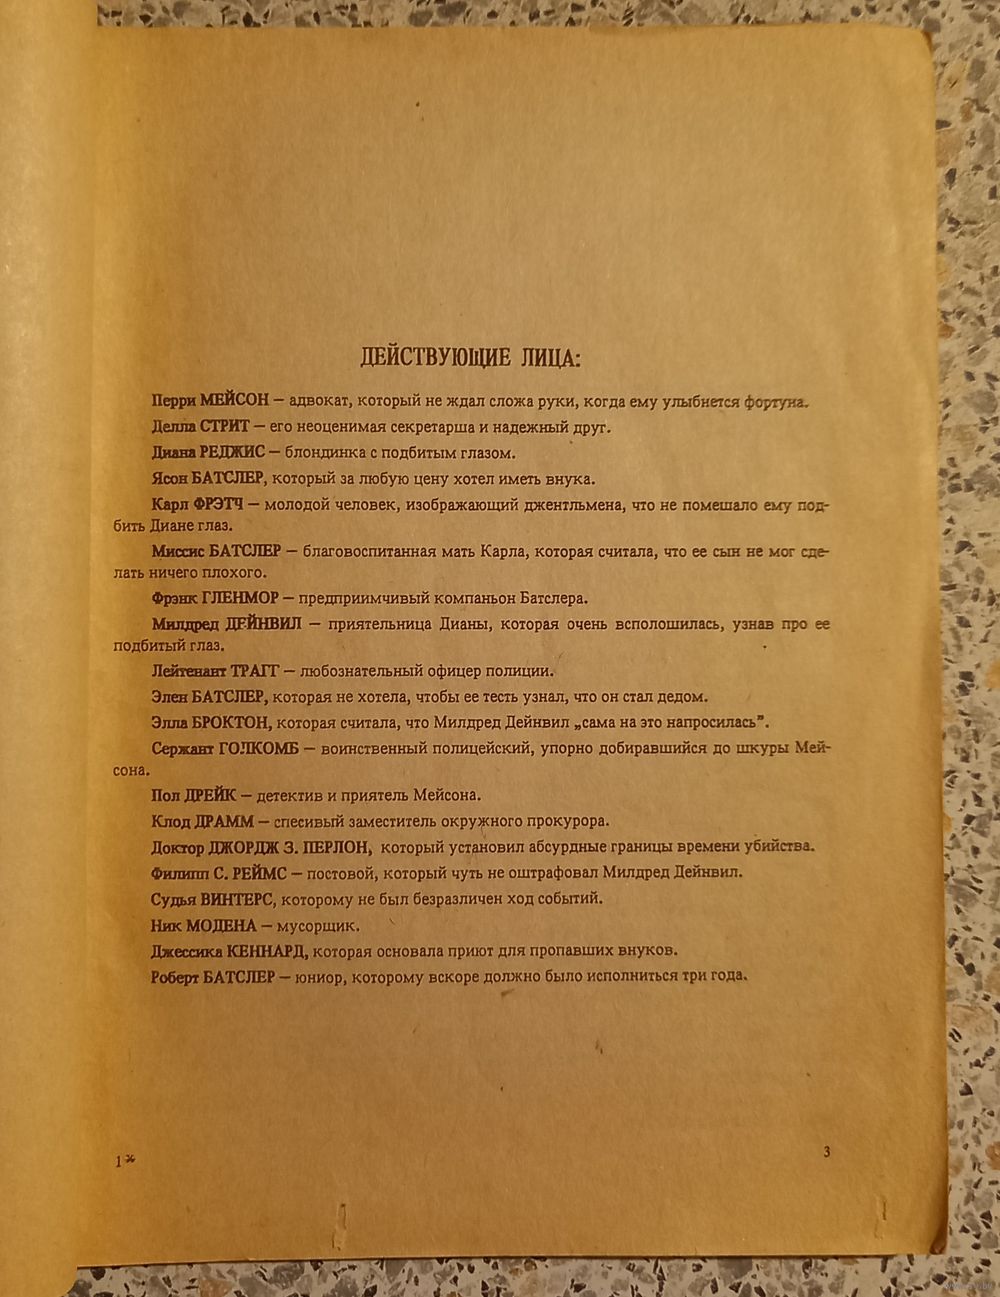 ДЕЙСТВУЮЩИЕ ЛИЦА:
Перри МЕЙСОН — адвокат, который не ждал сложа руки, когда ему улыбнется фортуна.
Делла СТРИТ — его неоценимая секретарша и надежный друг.
Диана РЕДЖИС — блондинка с подбитым глазом.
Ясон БАТСЛЕР, который за любую цену хотел иметь внука.
Карл ФРЭТЧ — молодой человек, изображающий джентльмена, что не помешало ему под-
бить Диане глаз.
Миссис БАТСЛЕР — благовоспитанная мать Карла, которая считала, что ее сын не мог сде-
лать ничего плохого.
Фрэнк ГЛЕНМОР — предприимчивый компаньон Батслера.
Милдред ДЕЙНВИЛ — приятельница Дианы, которая очень всполошилась, узнав про ее
подбитый глаз.
Лейтенант ТРАГГ — любознательный офицер полиции.
Элен БАТСЛЕР, которая не хотела, чтобы ее тесть узнал, что он стал дедом.
Элла БРОКТОН, которая считала, что Милдред Дейнвил „сама на это напросилась”.
Сержант ГОЛКОМБ — воинственный полицейский, упорно добиравшийся до шкуры Мей-
сона.
Пол ДРЕЙК — детектив и приятель Мейсона.
Клод ДРАММ — спесивый заместитель окружного прокурора.
Доктор ДЖОРДЖ З. ПЕРЛОН, который установил абсурдные границы времени убийства.
Филипп С. РЕЙМС — постовой, который чуть не оштрафовал Милдред Дейнвил.
Судья ВИНТЕРС, которому не был безразличен ход событий.
Ник МОДЕНА — мусорщик.
Джессика КЕННАРД, которая основала приют для пропавших внуков.
Роберт БАТСЛЕР — юниор, которому вскоре должно было исполниться три года.
1*
3